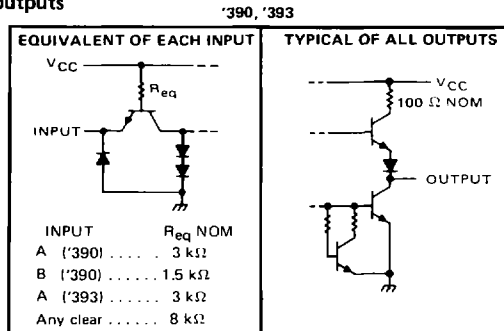 outputs
'390, '393
EQUIVALENT OF EACH INPUT
VCC
Req
INPUT
INPUT Req NOM
A ('390) ...... 3 kΩ
B ('390) ...... 1.5 kΩ
A ('393) ...... 3 kΩ
Any clear ...... 8 kΩ
TYPICAL OF ALL OUTPUTS
VCC
100 Ω NOM
OUTPUT